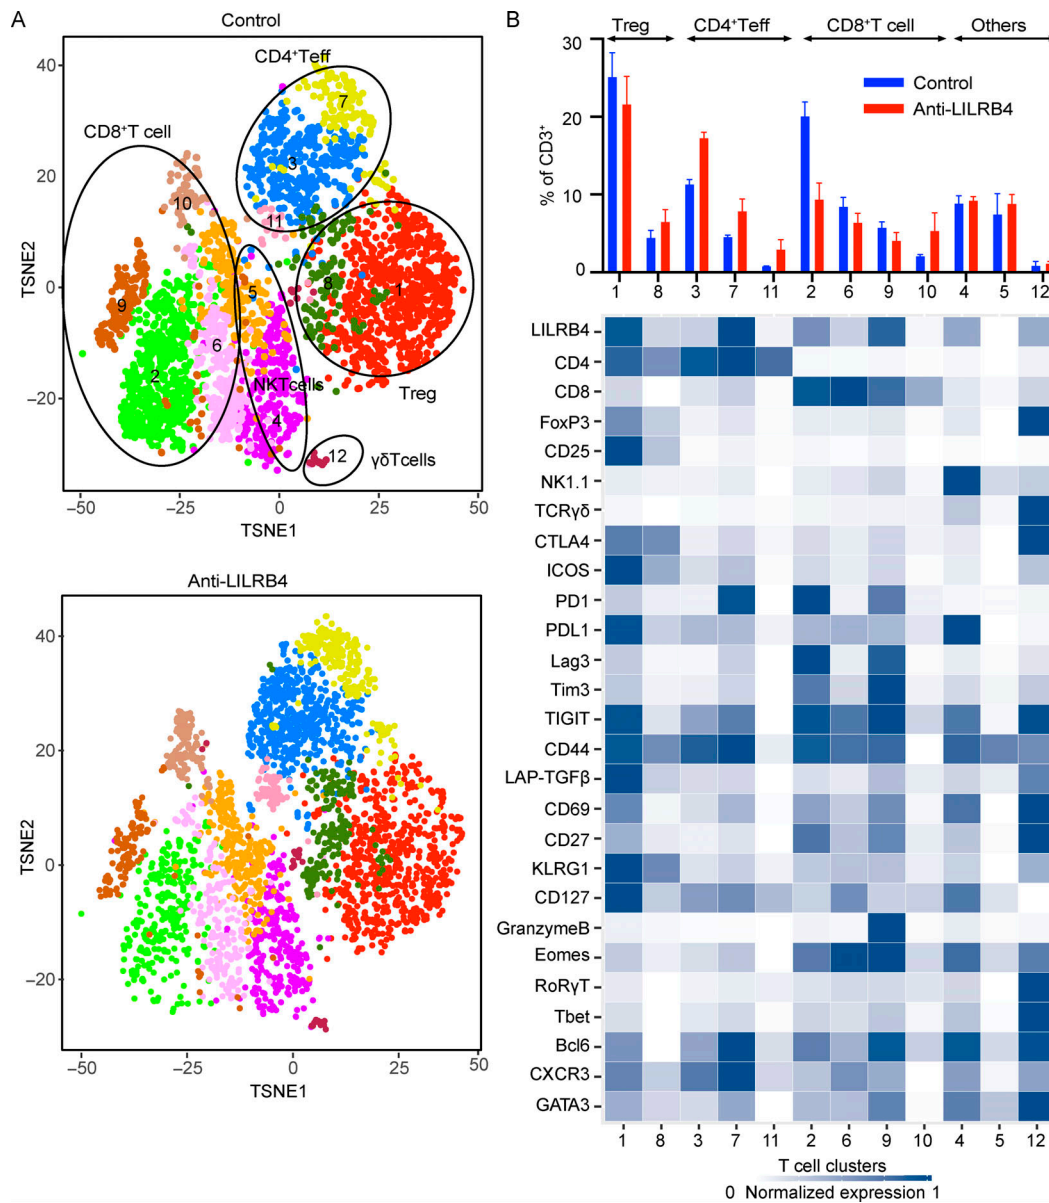 A
Control
CD4+Teff
CD8+T cell
40
20
0
−20
TSNE2
7
3
10
11
9
8
1
5
6
2
NKTcells
Treg
4
12
γδTcells
−50
−25
0
25
50
TSNE1
Anti-LILRB4
40
20
0
−20
TSNE2
−50
−25
0
25
50
TSNE1
B
Treg
CD4+Teff
CD8+T cell
Others
30
20
10
0
% of CD3+
Control
Anti-LILRB4
1 8 3 7 11 2 6 9 10 4 5 12
LILRB4
CD4
CD8
FoxP3
CD25
NK1.1
TCRγδ
CTLA4
ICOS
PD1
PDL1
Lag3
Tim3
TIGIT
CD44
LAP-TGFβ
CD69
CD27
KLRG1
CD127
GranzymeB
Eomes
RoRγT
Tbet
Bcl6
CXCR3
GATA3
1 8 3 7 11 2 6 9 10 4 5 12
T cell clusters
0 Normalized expression 1